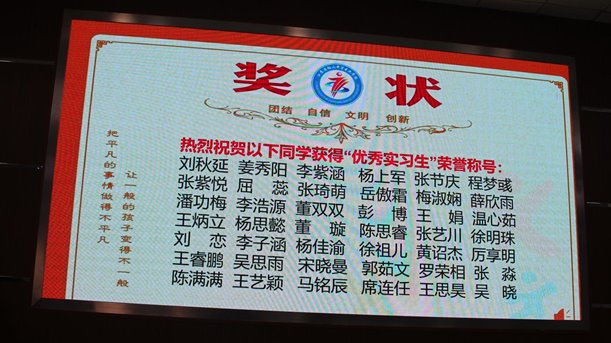 奖状
团结 自信 文明 创新
热烈祝贺以下同学获得“优秀实习生”荣誉称号：
刘秋延 姜秀阳 李紫涵 杨上军 张节庆 程梦彧
张紫悦 屈蕊 张琦萌 岳傲霜 梅淑娴 薛欣雨
潘功梅 李浩源 董双双 彭博 王娟 温心茹
王炳立 杨思懿 董璇 陈思睿 张艺川 徐明珠
刘恋 李子涵 杨佳渝 徐祖儿 黄诏杰 厉享明
王睿鹏 吴思雨 宋晓曼 郭茹文 罗荣相 张淼
陈满满 王艺颖 马铭辰 席连任 王思昊 吴晓
把平凡的事情做得不平凡
让一般的孩子变得不一般